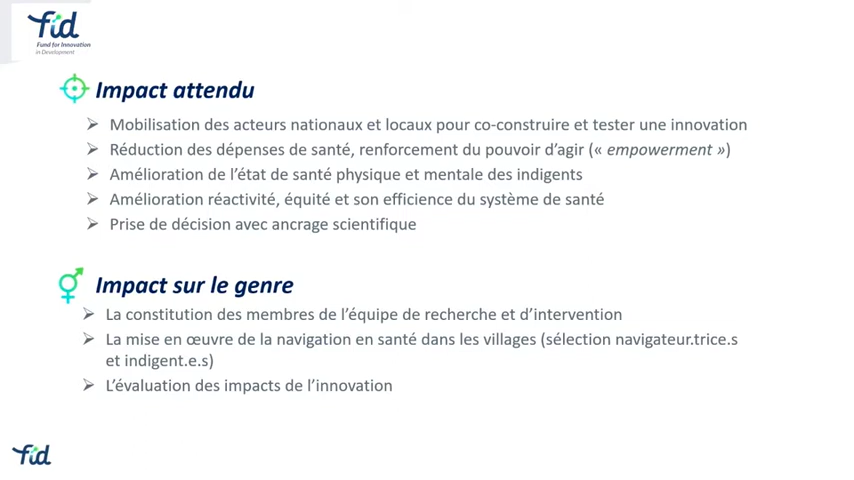 fid
Fund for Innovation
in Development
Impact attendu
Mobilisation des acteurs nationaux et locaux pour co-construire et tester une innovation
Réduction des dépenses de santé, renforcement du pouvoir d’agir (« empowerment »)
Amélioration de l’état de santé physique et mentale des indigents
Amélioration réactivité, équité et son efficience du système de santé
Prise de décision avec ancrage scientifique
Impact sur le genre
La constitution des membres de l’équipe de recherche et d’intervention
La mise en œuvre de la navigation en santé dans les villages (sélection navigateur.trice.s
et indigent.e.s)
L’évaluation des impacts de l’innovation
fid